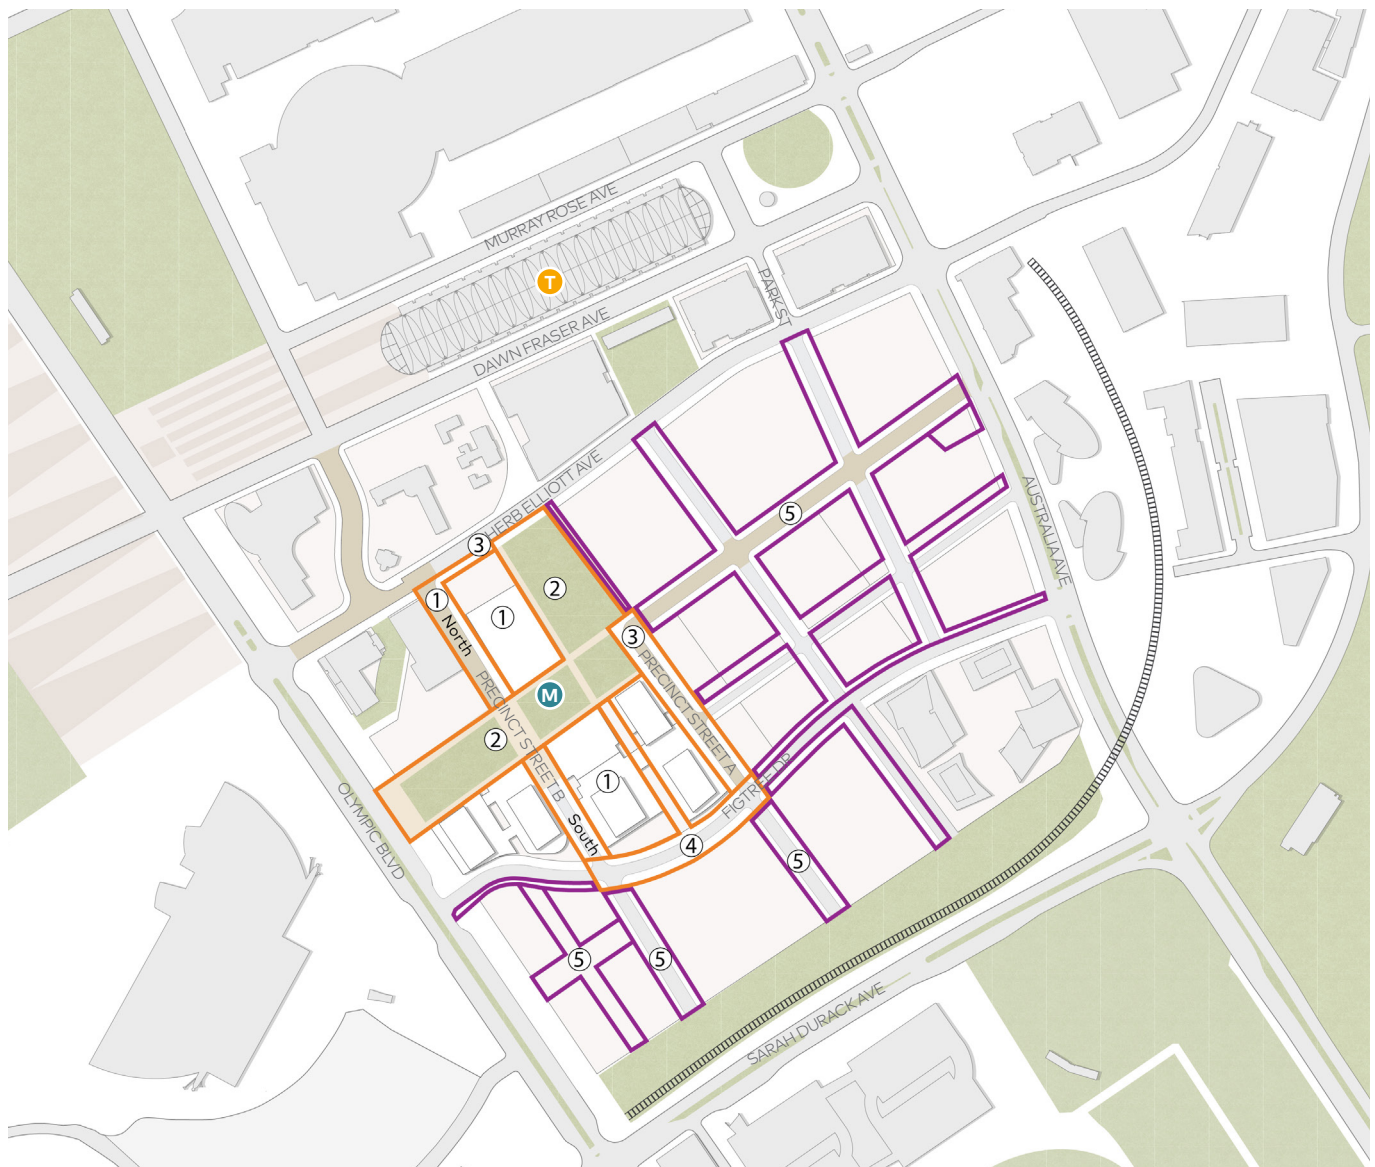 MURRAY ROSE AVE
T
PARK ST
DAWN FRASER AVE
HERB ELLIOTT AVE
AUSTRALIA AVE
5
3
2
1
1
North
3
PRECINCT STREET A
M
PRECINCT STREET B
2
1
FIGTREE DR
OLYMPIC BLVD
South
4
5
5
5
SARAH DURACK AVE